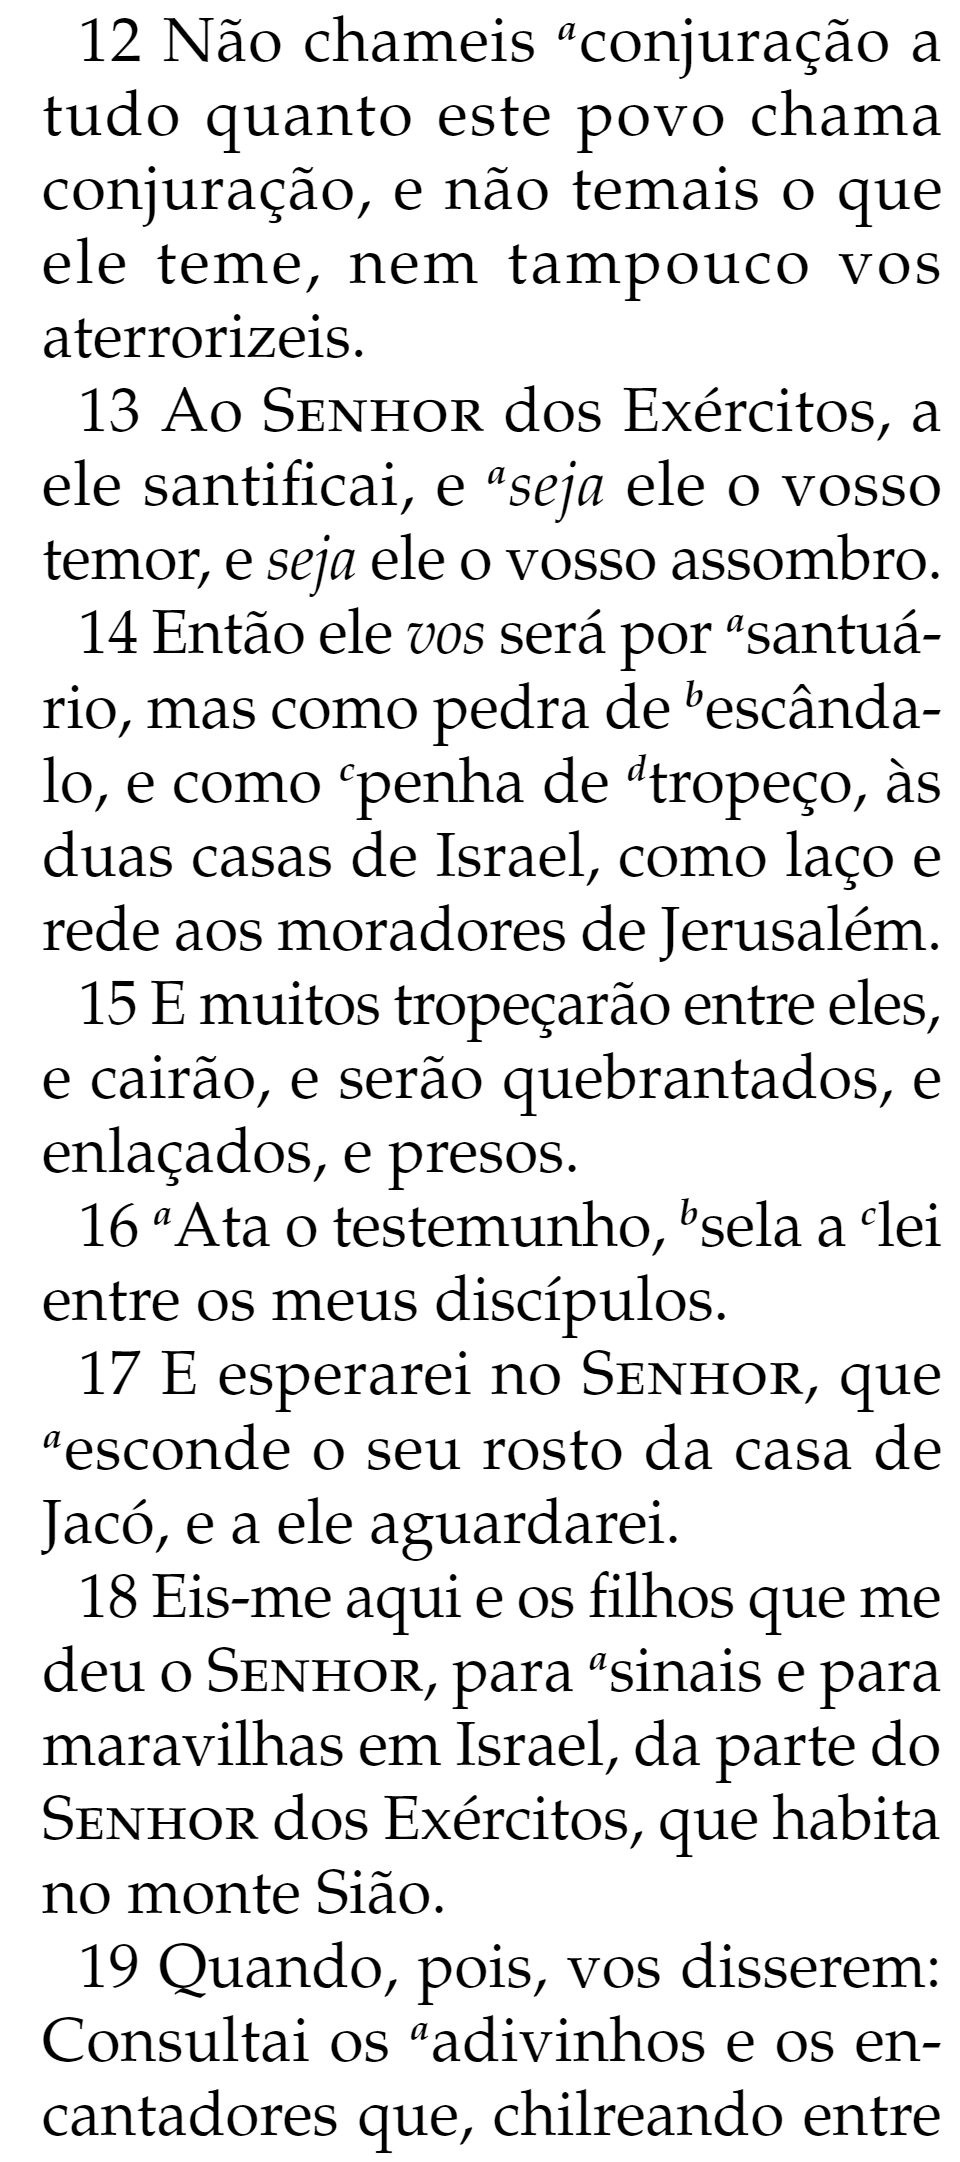 12 Não chameis ᵃconjuração a
tudo quanto este povo chama
conjuração, e não temais o que
ele teme, nem tampouco vos
aterrorizeis.
13 Ao SENHOR dos Exércitos, a
ele santificai, e ᵃseja ele o vosso
temor, e seja ele o vosso assombro.
14 Então ele vos será por ᵃsantuá-
rio, mas como pedra de ᵇescânda-
lo, e como ᶜpenha de ᵈtropeço, às
duas casas de Israel, como laço e
rede aos moradores de Jerusalém.
15 E muitos tropeçarão entre eles,
e cairão, e serão quebrantados, e
enlaçados, e presos.
16 ᵃAta o testemunho, ᵇsela a ᶜlei
entre os meus discípulos.
17 E esperarei no SENHOR, que
ᵃesconde o seu rosto da casa de
Jacó, e a ele aguardarei.
18 Eis-me aqui e os filhos que me
deu o SENHOR, para ᵃsinais e para
maravilhas em Israel, da parte do
SENHOR dos Exércitos, que habita
no monte Sião.
19 Quando, pois, vos disserem:
Consultai os ᵃadivinhos e os en-
cantadores que, chilreando entre